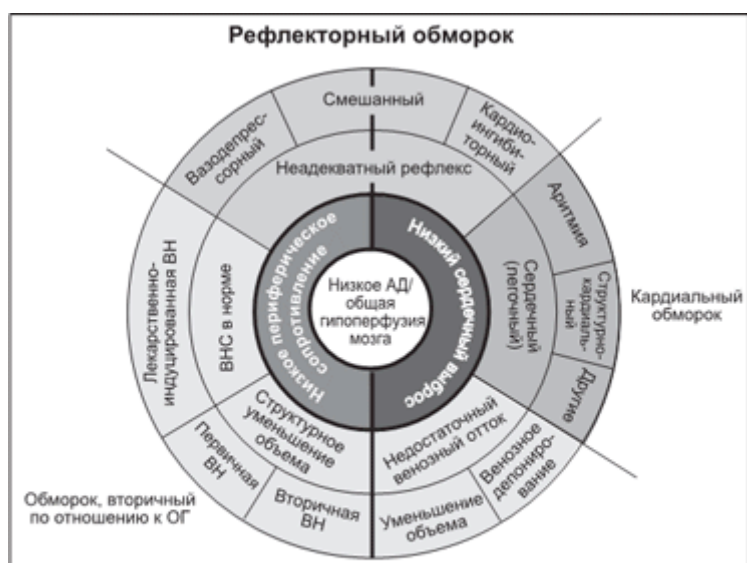 Рефлекторный обморок
Смешанный
Вазодепрес-
сорный
Кардио-
ингиби-
торный
Неадекватный рефлекс
Аритмия
Структурно-
кардиаль-
ный
Другие
Сердечный
(легочный)
Кардиальный
обморок
Низкое периферическое
сопротивление
Низкий сердечный выброс
Низкое АД/
общая
гипоперфузия
мозга
Лекарственно-
индуцированная ВН
ВНС в норме
Структурное
уменьшение
объема
Недостаточный
венозный отток
Первичная
ВН
Вторичная
ВН
Уменьшение
объема
Венозное
депониро-
вание
Обморок, вторичный
по отношению к ОГ